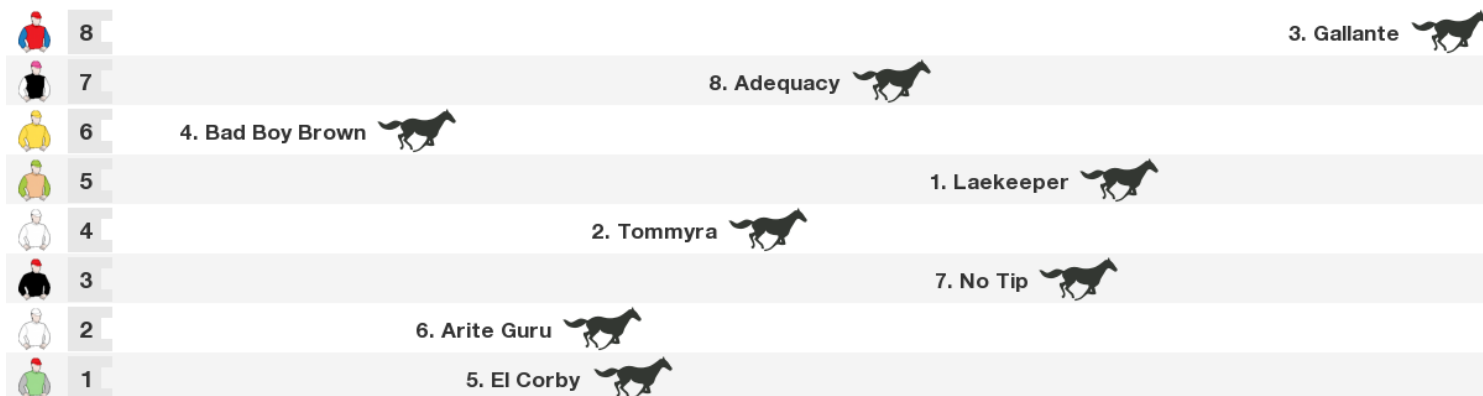 8 3. Gallante
7 8. Adequacy
6 4. Bad Boy Brown
5 1. Laekeeper
4 2. Tommyra
3 7. No Tip
2 6. Arite Guru
1 5. El Corby